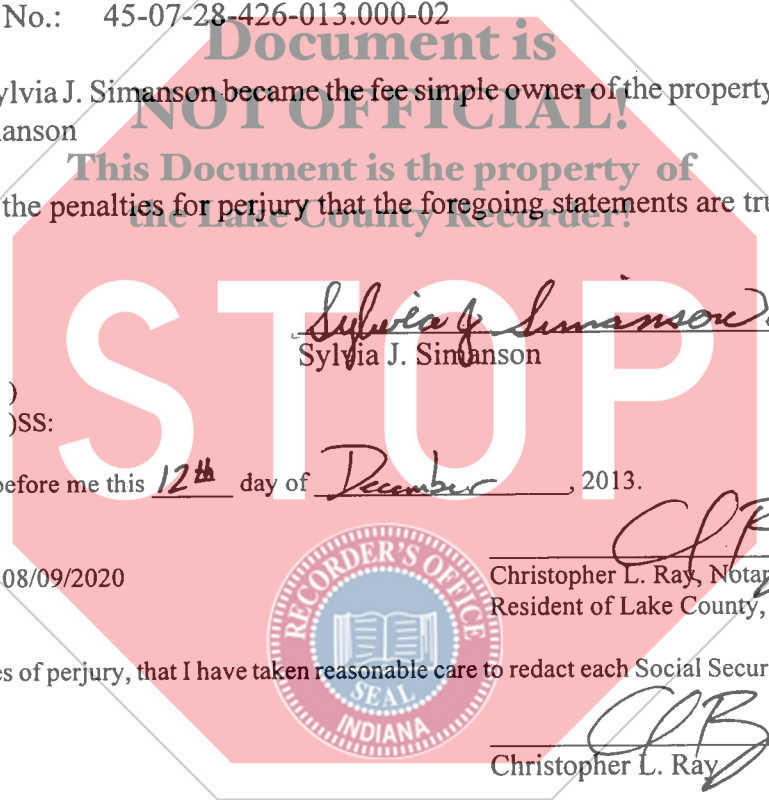 No.: 45-07-28-426-013.000-02
Document is
ylvia J. Simanson became the fee simple owner of the property
NOT OFFICIAL!
anson
This Document is the property of
the penalties for perjury that the foregoing statements are tru
the Lake County Recorder!
STOP
Sylvia J Simanson
Sylvia J. Simanson
)
)SS:
before me this 12th day of December, 2013.
08/09/2020
Christopher L. Ray, Notar
Resident of Lake County,
RECORDER'S OFFICE
SEAL
INDIANA
es of perjury, that I have taken reasonable care to redact each Social Secur
Christopher L. Ray